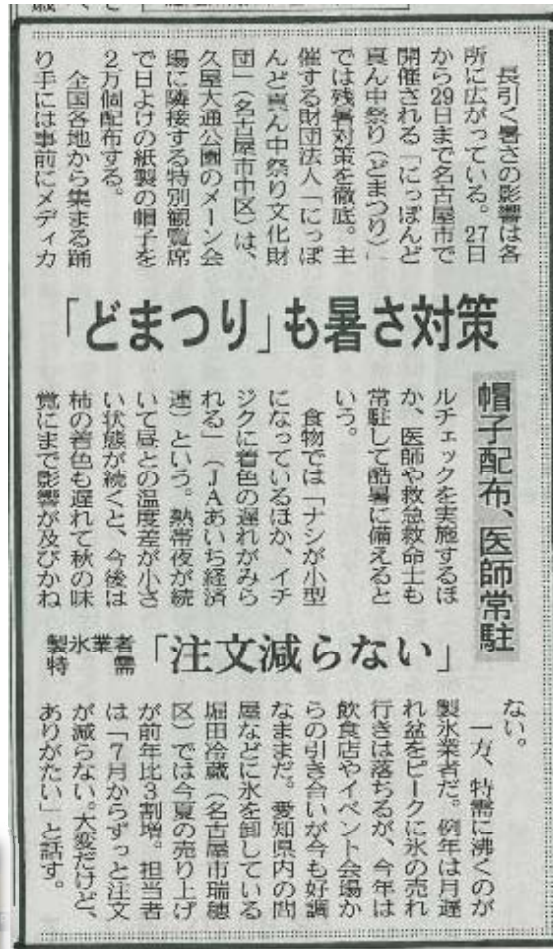 長引く暑さの影響は各
所に広がっている。27日
から29日まで名古屋市で
開催される「にっぽんど
真ん中祭り（どまつり）」
では残暑対策を徹底。主
催する財団法人「にっぽ
んど真ん中祭り文化財
団」（名古屋市中区）は、
久屋大通公園のメーン会
場に隣接する特別観覧席
で日よけの紙製の帽子を
2万個配布する。
全国各地から集まる踊
り手には事前にメディカ
「どまつり」も暑さ対策
帽子配布、医師常駐
ルチェックを実施するほ
か、医師や救急救命士も
常駐して酷暑に備えると
いう。
食物では「ナシが小型
になっているほか、イチ
ジクに着色の遅れがみら
れる」（JAあいち経済
連）という。熱帯夜が続
いて昼との温度差が小さ
い状態が続くと、今後は
柿の着色も遅れて秋の味
覚にまで影響が及びかね
製氷業者
特需
「注文減らない」
ない。
一方、特需に沸くのが
製氷業者だ。例年は月遅
れ盆をピークに氷の売れ
行きは落ちるが、今年は
飲食店やイベント会場か
らの引き合いが今も好調
なままだ。愛知県内の問
屋などに氷を卸している
堀田冷蔵（名古屋市瑞穂
区）では今夏の売り上げ
が前年比3割増。担当者
は「7月からずっと注文
が減らない。大変だけど、
ありがたい」と話す。